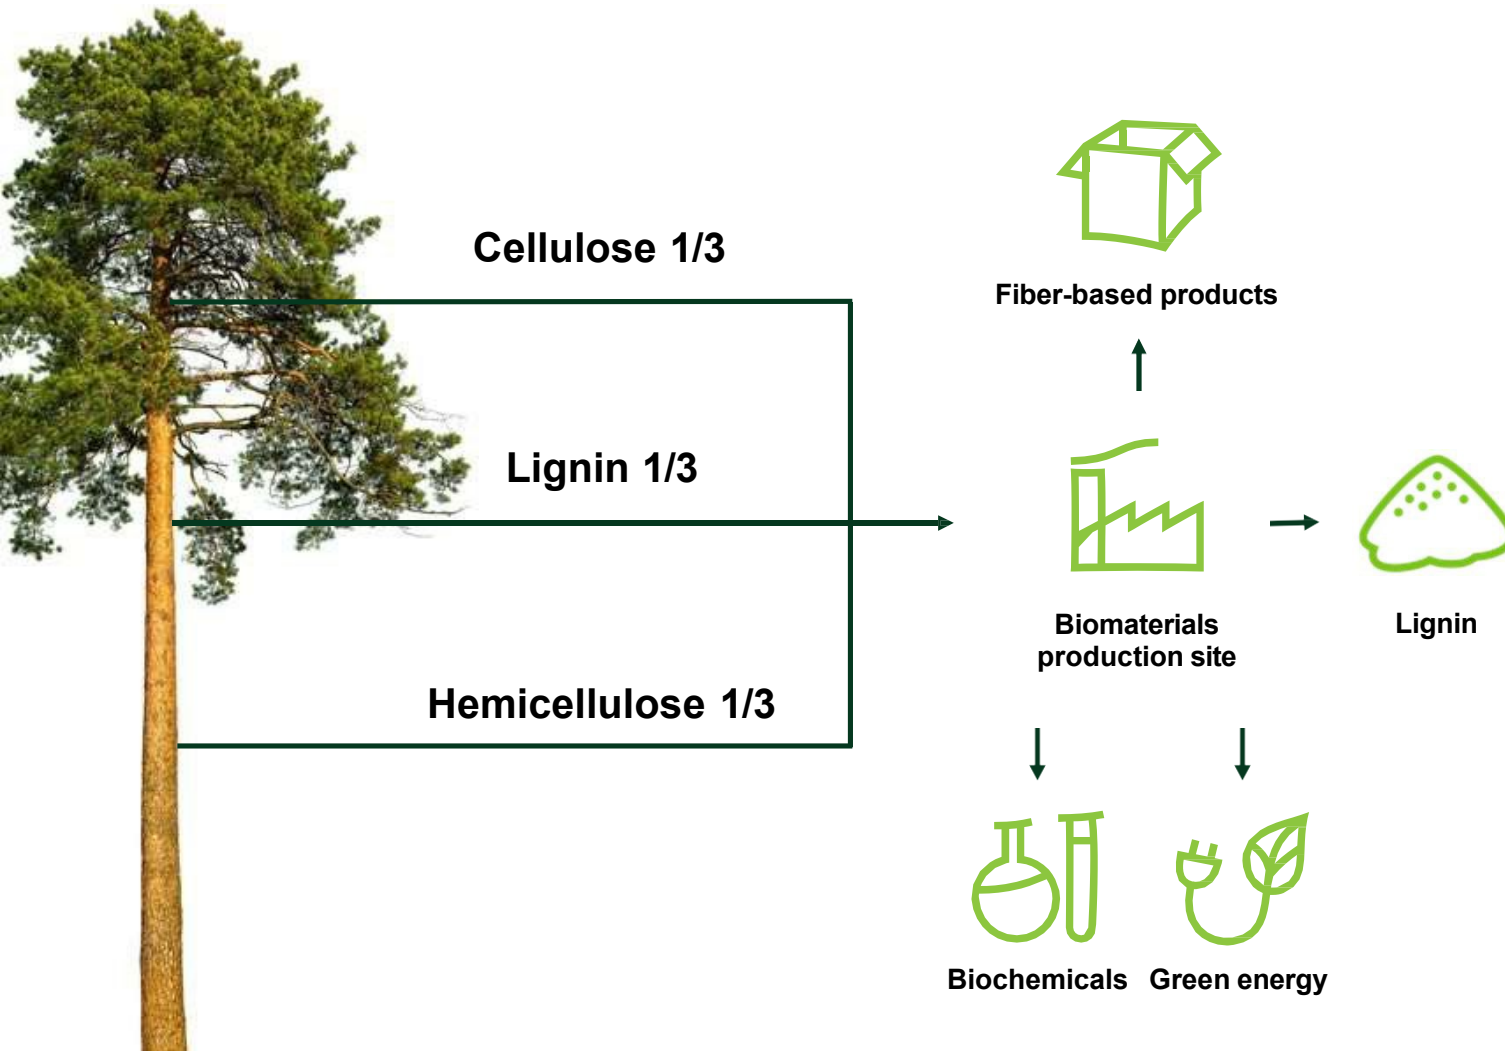 Cellulose 1/3
Fiber-based products
Lignin 1/3
Biomaterials
production site
Lignin
Hemicellulose 1/3
Biochemicals
Green energy